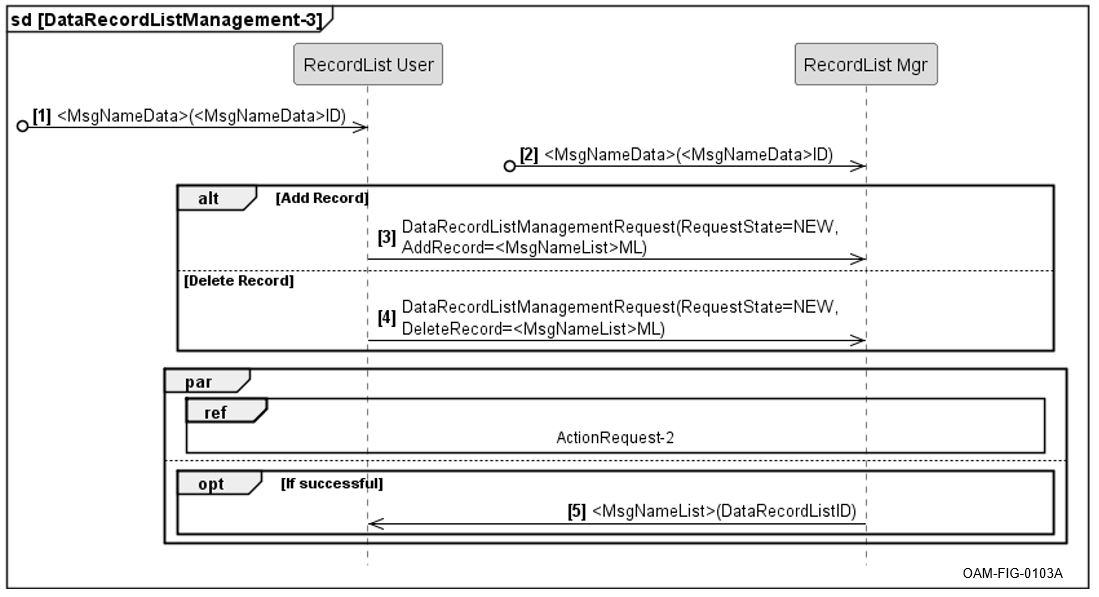 sd [DataRecordListManagement-3]
RecordList User
RecordList Mgr
[1] <MsgNameData>(<MsgNameData>ID)
[2] <MsgNameData>(<MsgNameData>ID)
alt [Add Record]
[3] DataRecordListManagementRequest(RequestState=NEW,
AddRecord=<MsgNameList>ML)
[Delete Record]
[4] DataRecordListManagementRequest(RequestState=NEW,
DeleteRecord=<MsgNameList>ML)
par
ref
ActionRequest-2
opt [If successful]
[5] <MsgNameList>(DataRecordListID)
OAM-FIG-0103A